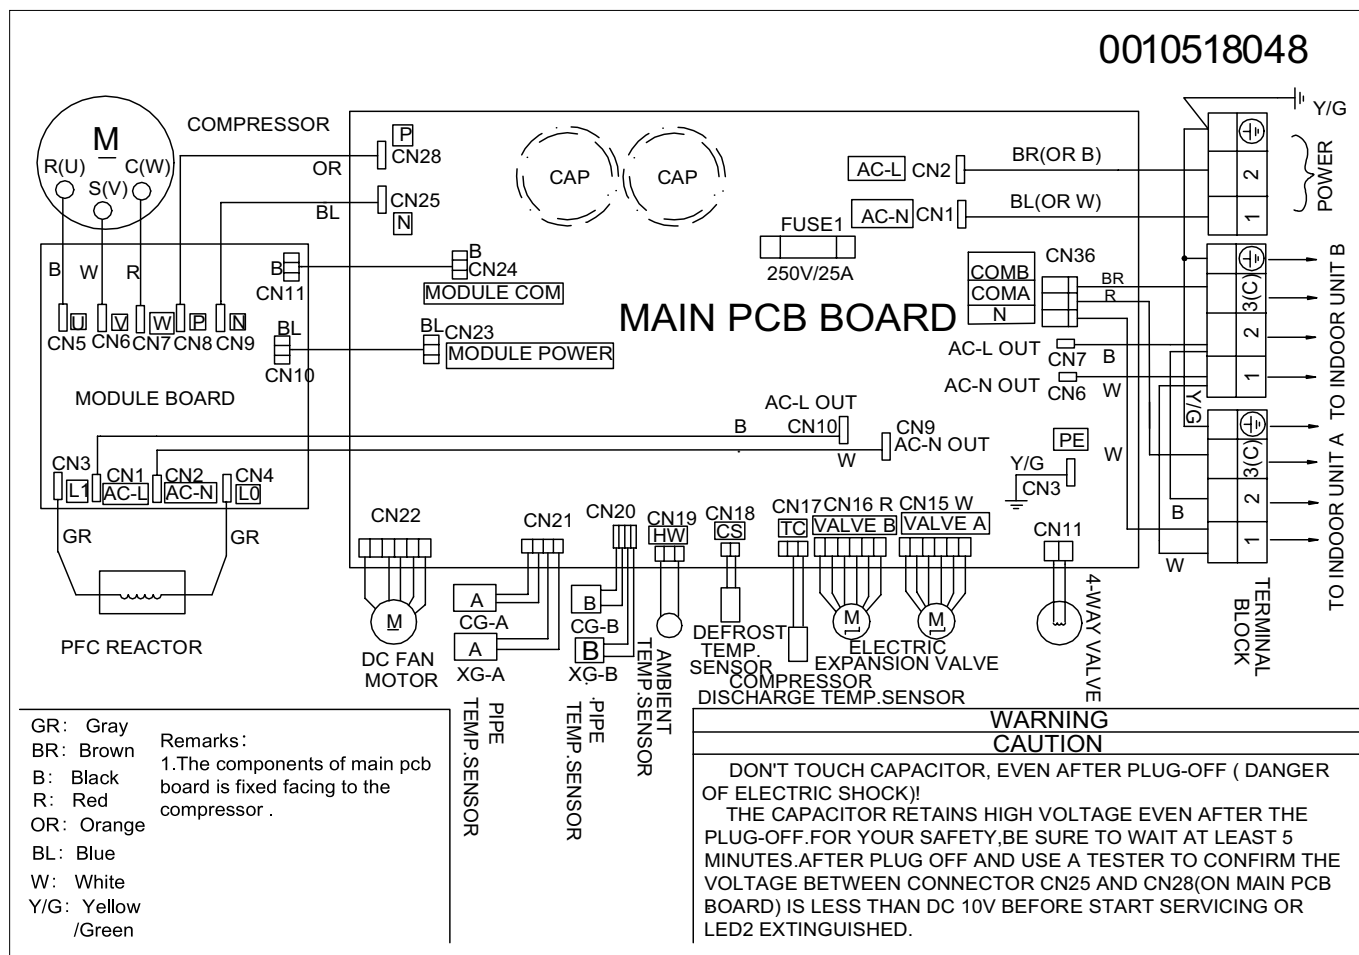 0010518048
Y/G
COMPRESSOR
M
R(U)
C(W)
S(V)
OR
P
CN28
BL
CN25
N
CAP
CAP
AC-L
CN2
BR(OR B)
2
POWER
AC-N
CN1
BL(OR W)
1
FUSE1
250V/25A
B
W
R
B
CN11
B
CN24
MODULE COM
COMB
COMA
N
CN36
BR
R
3(C)
2
1
TO INDOOR UNIT B
MAIN PCB BOARD
U
V
W
P
N
CN5
CN6
CN7
CN8
CN9
BL
CN10
BL
CN23
MODULE POWER
AC-L OUT
CN7
B
AC-N OUT
CN6
W
Y/G
MODULE BOARD
AC-L OUT
CN10
B
CN9
AC-N OUT
W
PE
Y/G
CN3
W
3(C)
2
1
TO INDOOR UNIT A
B
W
CN3
L1
CN1
AC-L
CN2
AC-N
CN4
L0
GR
GR
PFC REACTOR
CN22
CN21
CN20
CN19
HW
CN18
CS
CN17
TC
CN16 R
VALVE B
CN15 W
VALVE A
CN11
M
DC FAN
MOTOR
A
CG-A
A
XG-A
PIPE
TEMP.SENSOR
B
CG-B
B
XG-B
PIPE
TEMP.SENSOR
AMBIENT
TEMP.SENSOR
DEFROST
TEMP.
SENSOR
COMPRESSOR
DISCHARGE TEMP.SENSOR
M
M
ELECTRIC
EXPANSION VALVE
4-WAY VALVE
TERMINAL
BLOCK
GR: Gray
BR: Brown
B: Black
R: Red
OR: Orange
BL: Blue
W: White
Y/G: Yellow
/Green
Remarks:
1.The components of main pcb
board is fixed facing to the
compressor .
WARNING
CAUTION
DON'T TOUCH CAPACITOR, EVEN AFTER PLUG-OFF ( DANGER
OF ELECTRIC SHOCK)!
THE CAPACITOR RETAINS HIGH VOLTAGE EVEN AFTER THE
PLUG-OFF.FOR YOUR SAFETY,BE SURE TO WAIT AT LEAST 5
MINUTES.AFTER PLUG OFF AND USE A TESTER TO CONFIRM THE
VOLTAGE BETWEEN CONNECTOR CN25 AND CN28(ON MAIN PCB
BOARD) IS LESS THAN DC 10V BEFORE START SERVICING OR
LED2 EXTINGUISHED.